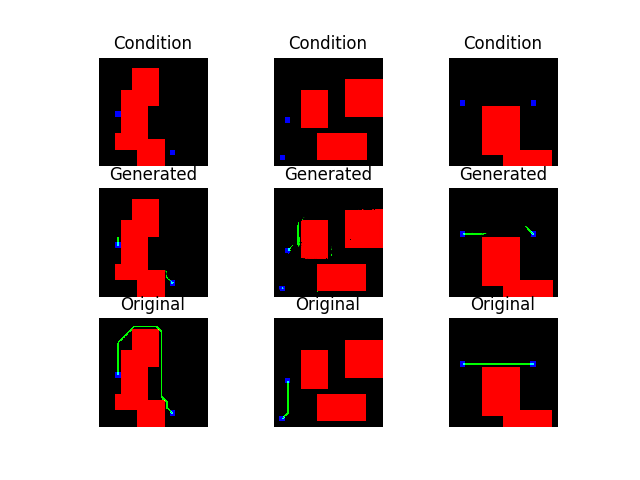 Condition Condition Condition
Generated Generated Generated
Original Original Original